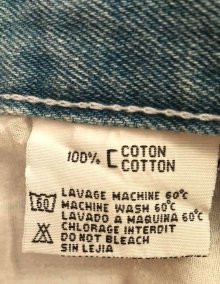 100% COTON
COTTON
60 LAVAGE MACHINE 60°C
MACHINE WASH 60°C
LAVADO A MAQUINA 60°C
CHLORAGE INTERDIT
DO NOT BLEACH
SIN LEJIA